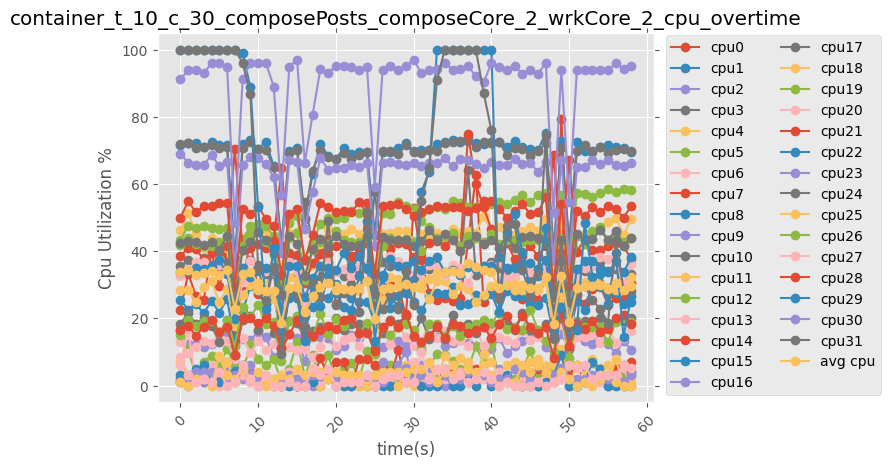 container_t_10_c_30_composePosts_composeCore_2_wrkCore_2_cpu_overtime
Cpu Utilization %
100
80
60
40
20
0
0 10 20 30 40 50 60
time(s)
cpu0 cpu17
cpu1 cpu18
cpu2 cpu19
cpu3 cpu20
cpu4 cpu21
cpu5 cpu22
cpu6 cpu23
cpu7 cpu24
cpu8 cpu25
cpu9 cpu26
cpu10 cpu27
cpu11 cpu28
cpu12 cpu29
cpu13 cpu30
cpu14 cpu31
cpu15 avg cpu
cpu16